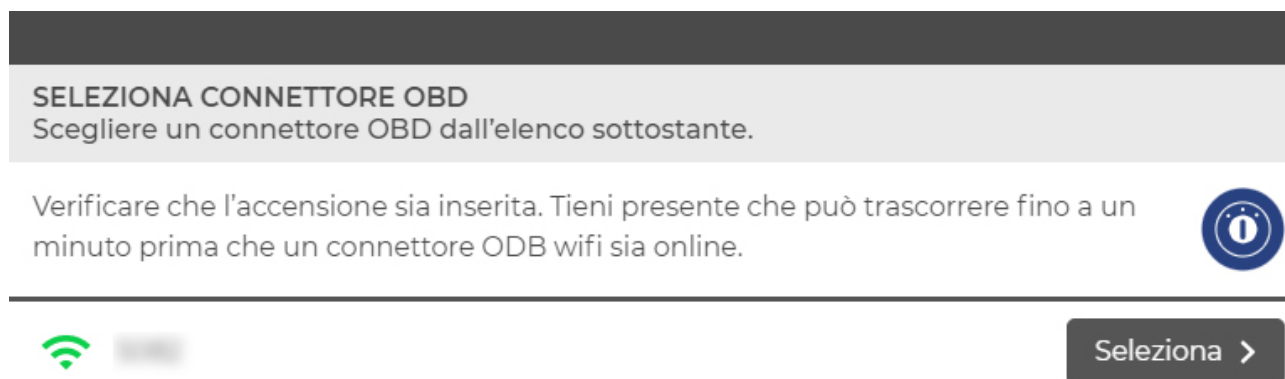 SELEZIONA CONNETTORE OBD
Scegliere un connettore OBD dall'elenco sottostante.
Verificare che l'accensione sia inserita. Tieni presente che può trascorrere fino a un
minuto prima che un connettore ODB wifi sia online.
Seleziona